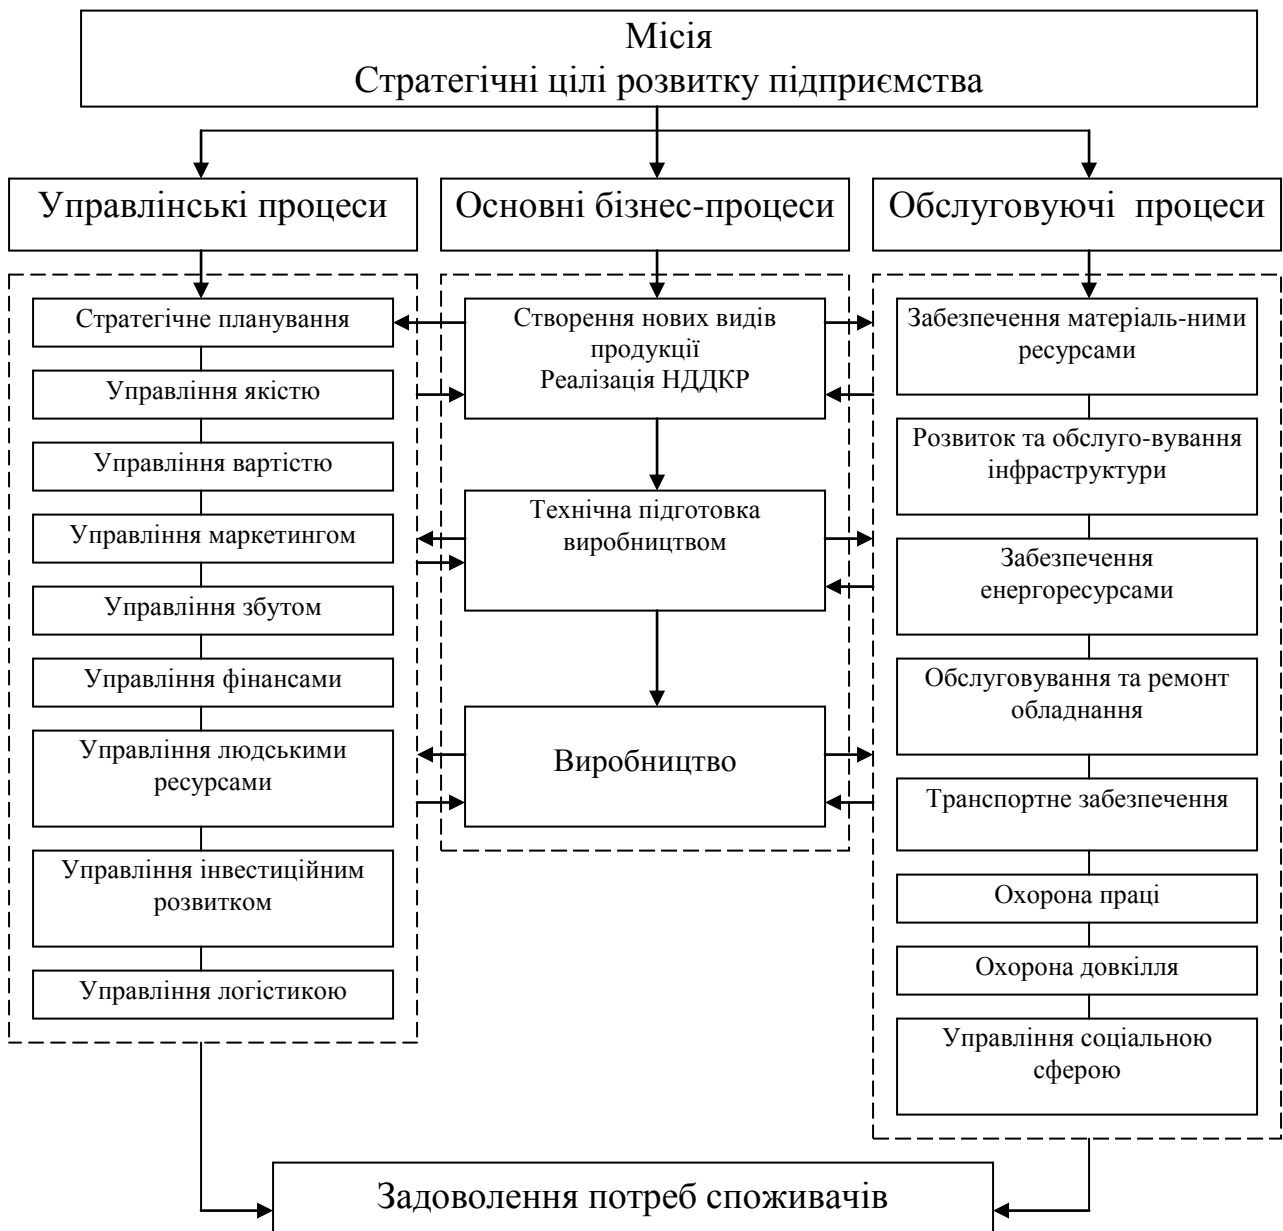 Місія
Стратегічні цілі розвитку підприємства
Управлінські процеси
Основні бізнес-процеси
Обслуговуючі процеси
Стратегічне планування
Управління якістю
Управління вартістю
Управління маркетингом
Управління збутом
Управління фінансами
Управління людськими
ресурсами
Управління інвестиційним
розвитком
Управління логістикою
Створення нових видів
продукції
Реалізація НДДКР
Технічна підготовка
виробництвом
Виробництво
Забезпечення матеріаль-ними
ресурсами
Розвиток та обслуго-вування
інфраструктури
Забезпечення
енергоресурсами
Обслуговування та ремонт
обладнання
Транспортне забезпечення
Охорона праці
Охорона довкілля
Управління соціальною
сферою
Задоволення потреб споживачів